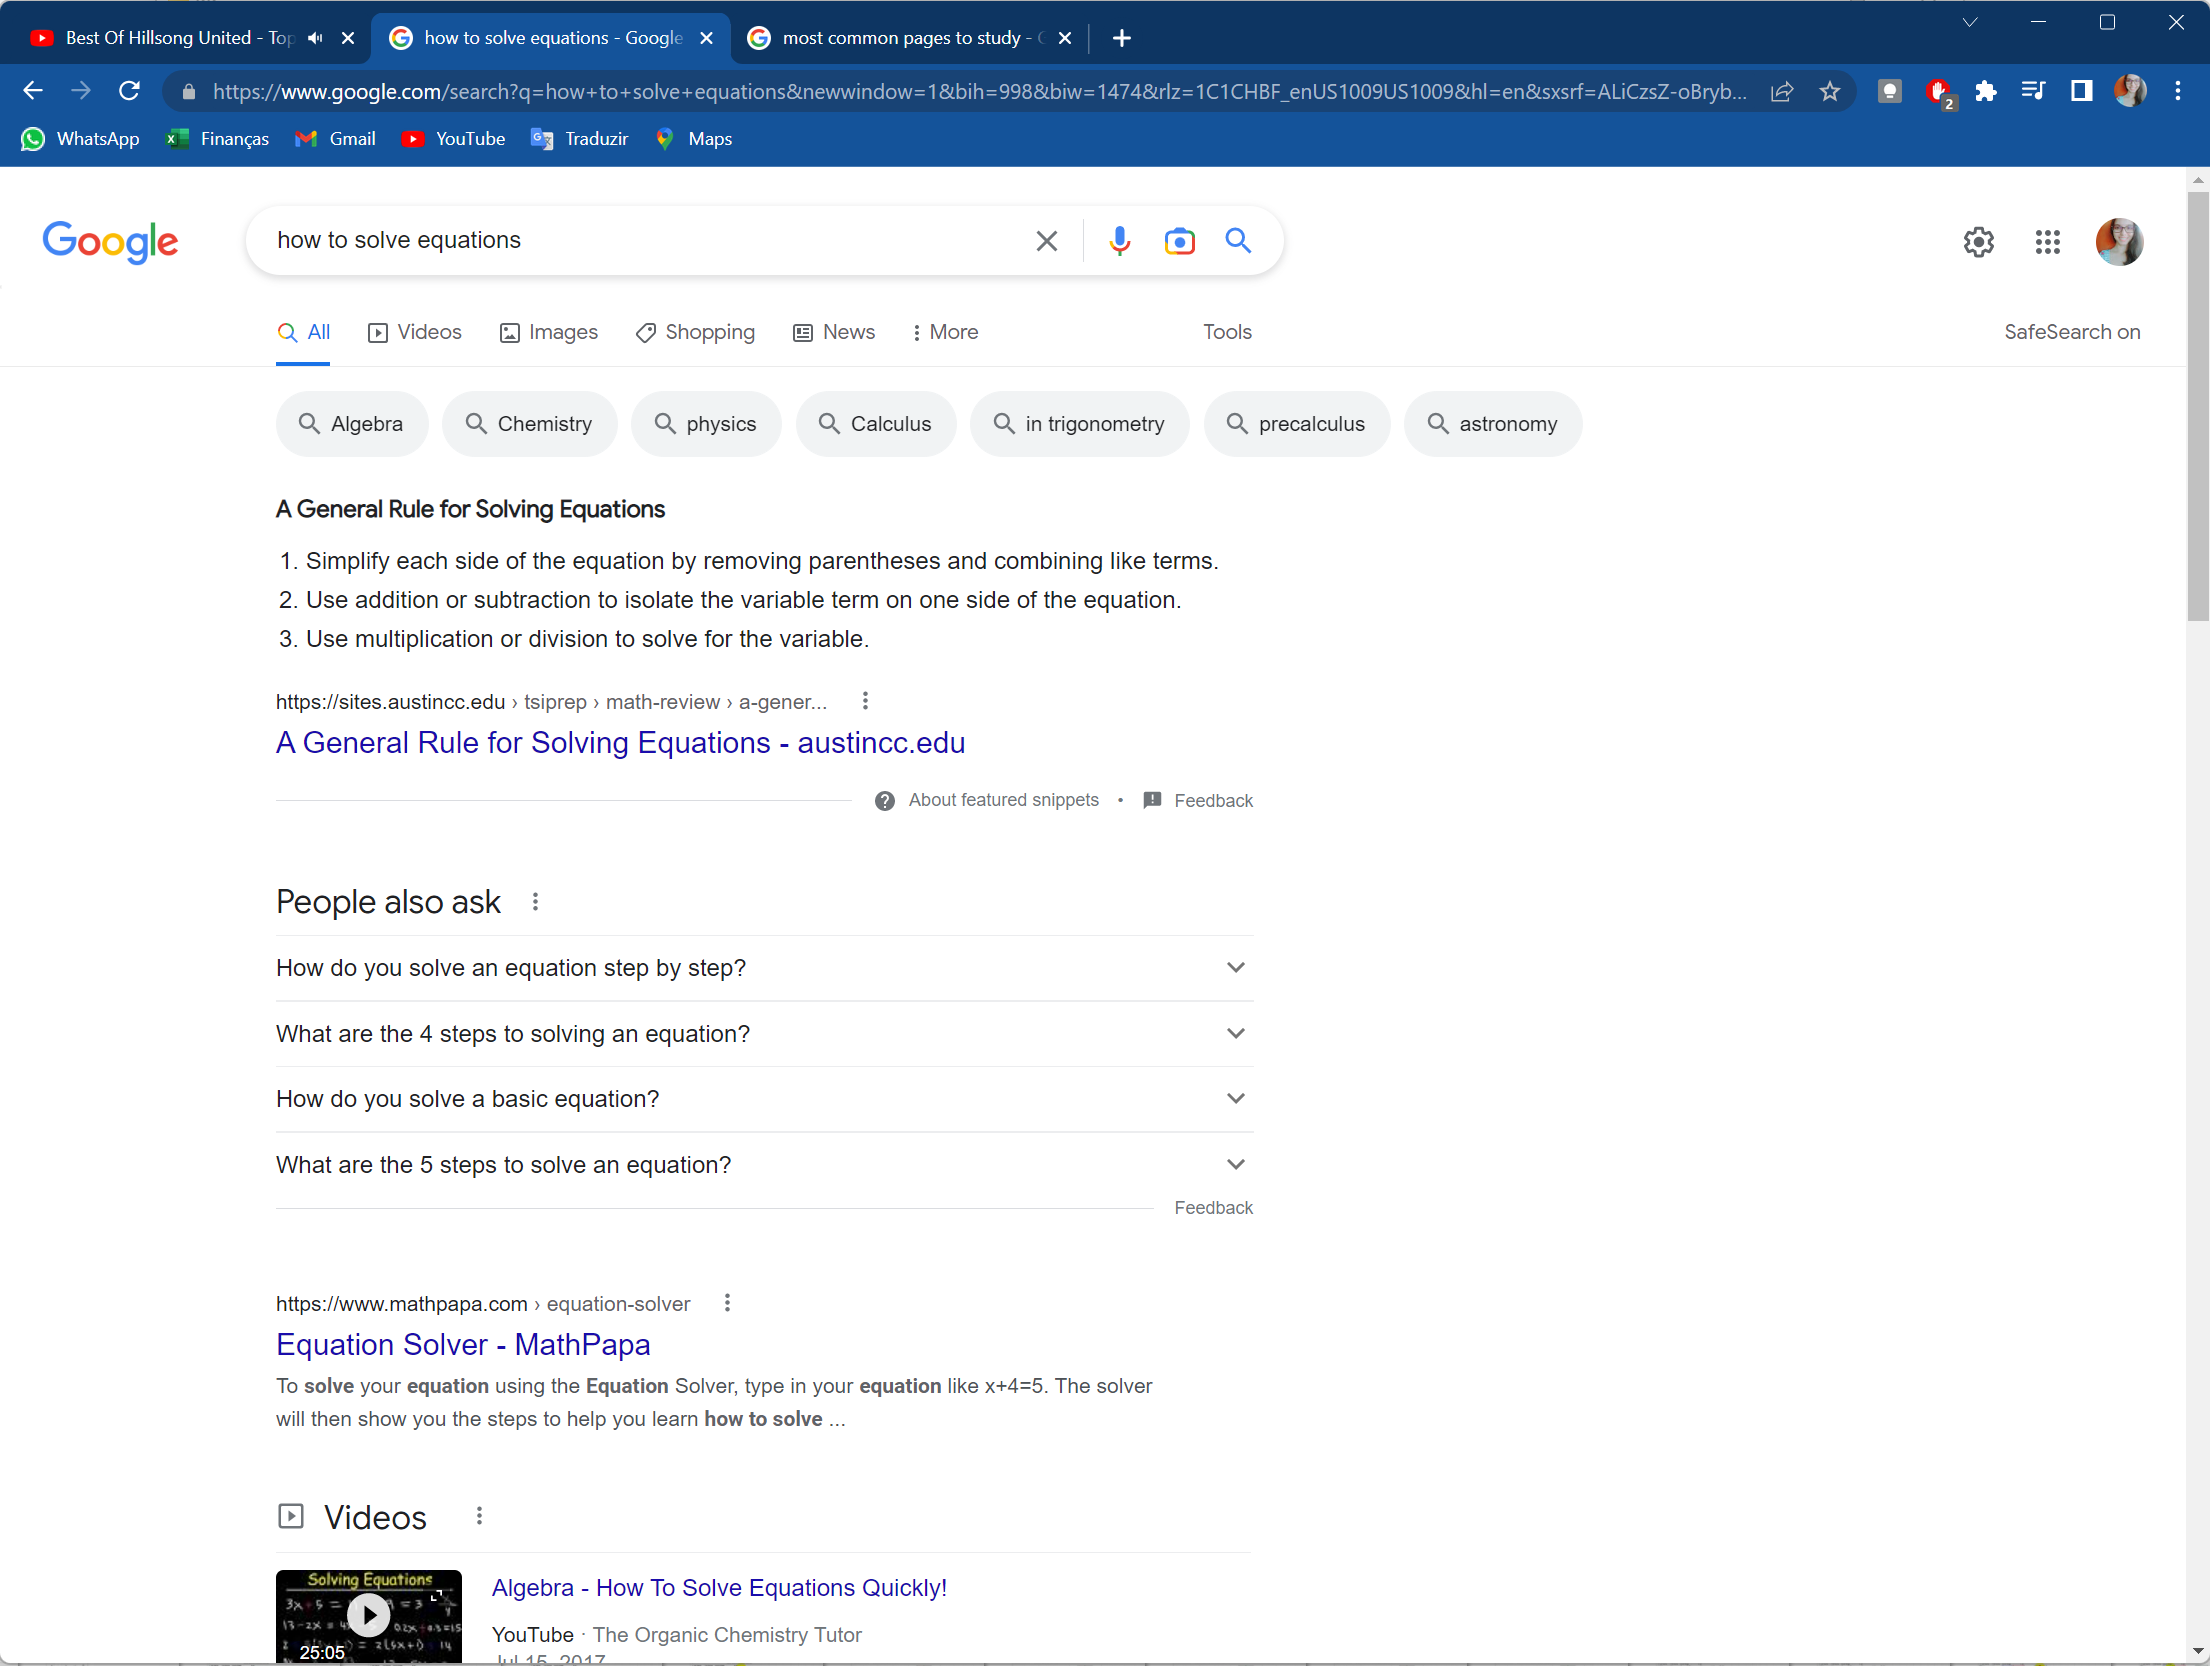 Best Of Hillsong United - Top
how to solve equations - Google
most common pages to study -
https://www.google.com/search?q=how+to+solve+equations&newwindow=1&bih=998&biw=1474&rlz=1C1CHBF_enUS1009US1009&hl=en&sxsrf=ALiCzsZ-oBryb...
2
WhatsApp
Finanças
Gmail
YouTube
Traduzir
Maps
Google
how to solve equations
All
Videos
Images
Shopping
News
More
Tools
SafeSearch on
Algebra
Chemistry
physics
Calculus
in trigonometry
precalculus
astronomy
A General Rule for Solving Equations
1. Simplify each side of the equation by removing parentheses and combining like terms.
2. Use addition or subtraction to isolate the variable term on one side of the equation.
3. Use multiplication or division to solve for the variable.
https://sites.austincc.edu › tsiprep › math-review › a-gener...
A General Rule for Solving Equations - austincc.edu
About featured snippets • Feedback
People also ask
How do you solve an equation step by step?
What are the 4 steps to solving an equation?
How do you solve a basic equation?
What are the 5 steps to solve an equation?
Feedback
https://www.mathpapa.com › equation-solver
Equation Solver - MathPapa
To solve your equation using the Equation Solver, type in your equation like x+4=5. The solver
will then show you the steps to help you learn how to solve ...
Videos
Solving Equations
25:05
Algebra - How To Solve Equations Quickly!
YouTube · The Organic Chemistry Tutor
Jul 15, 2017